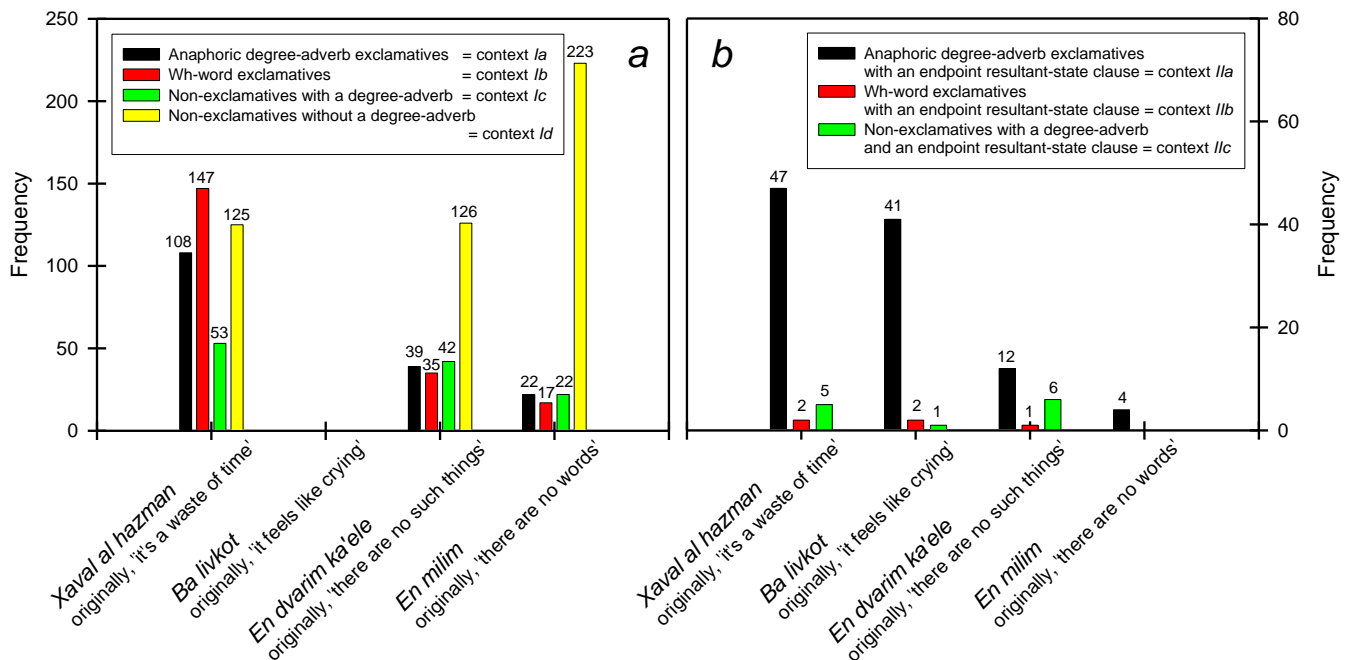 250
200
150
100
50
0
Frequency
Anaphoric degree-adverb exclamatives = context Ia
Wh-word exclamatives = context Ib
Non-exclamatives with a degree-adverb = context Ic
Non-exclamatives without a degree-adverb
= context Id
a
108
147
53
125
39
35
42
126
22
17
22
223
Xaval al hazman
originally, 'it's a waste of time'
Ba livkot
originally, 'it feels like crying'
En dvarim ka'ele
originally, 'there are no such things'
En milim
originally, 'there are no words'
b
Anaphoric degree-adverb exclamatives
with an endpoint resultant-state clause = context IIa
Wh-word exclamatives
with an endpoint resultant-state clause = context IIb
Non-exclamatives with a degree-adverb
and an endpoint resultant-state clause = context IIc
47
2
5
41
2
1
12
1
6
4
80
60
40
20
0
Frequency
Xaval al hazman
originally, 'it's a waste of time'
Ba livkot
originally, 'it feels like crying'
En dvarim ka'ele
originally, 'there are no such things'
En milim
originally, 'there are no words'